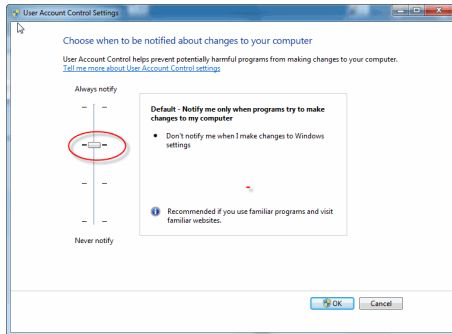 User Account Control Settings
Choose when to be notified about changes to your computer
User Account Control helps prevent potentially harmful programs from making changes to your computer.
Tell me more about User Account Control settings
Always notify
Default - Notify me only when programs try to make
changes to my computer
• Don't notify me when I make changes to Windows
settings
Recommended if you use familiar programs and visit
familiar websites.
Never notify
OK
Cancel